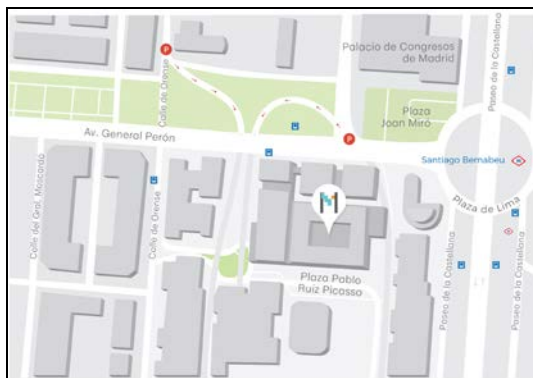 Palacio de Congresos
de Madrid
Paseo de la Castellana
P
Calle de Orense
Plaza
Joan Miró
P
Av. General Perón
Santiago Bernabeu
Calle del Gral. Moscardó
Calle de Orense
Plaza de Lima
Plaza Pablo
Ruiz Picasso
Paseo de la Castellana
Paseo de la Castellana